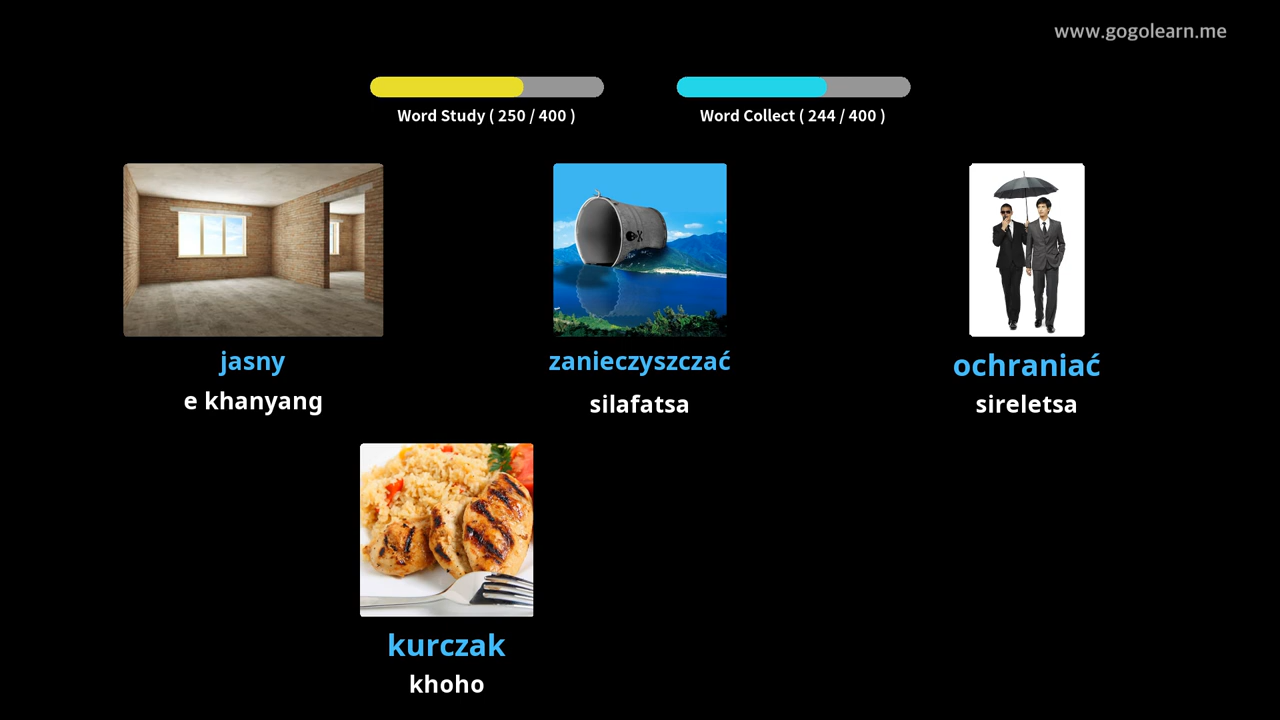 www.gogolearn.me
Word Study ( 250 / 400 )
Word Collect ( 244 / 400 )
jasny
e khanyang
zanieczyszczać
silafatsa
ochraniać
sireletsa
kurczak
khoho